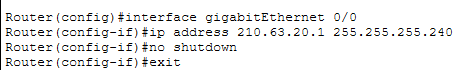 Router(config)#interface gigabitEthernet 0/0
Router(config-if)#ip address 210.63.20.1 255.255.255.240
Router(config-if)#no shutdown
Router(config-if)#exit